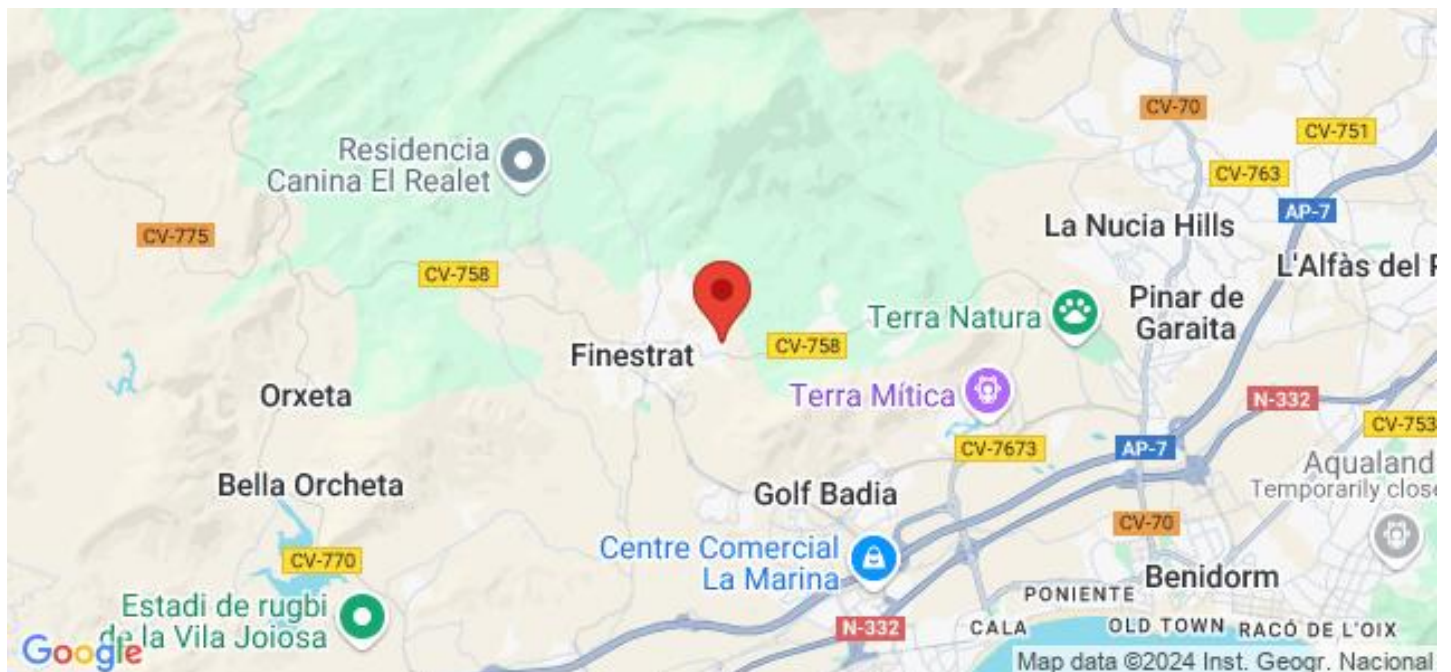 CV-70
CV-751
Residencia
Canina El Realet
CV-763
AP-7
La Nucia Hills
CV-775
CV-758
L'Alfàs del P
Terra Natura
Pinar de
Garaita
Finestrat
CV-758
Orxeta
Terra Mítica
N-332
CV-753
CV-7673
AP-7
Aqualand
Temporarily close
Bella Orcheta
Golf Badia
CV-70
Centre Comercial
La Marina
CV-770
Benidorm
PONIENTE
Estadi de rugbi
de la Vila Joiosa
N-332
CALA
OLD TOWN
RACÓ DE L'OIX
Google
Map data ©2024 Inst. Geogr. Nacional